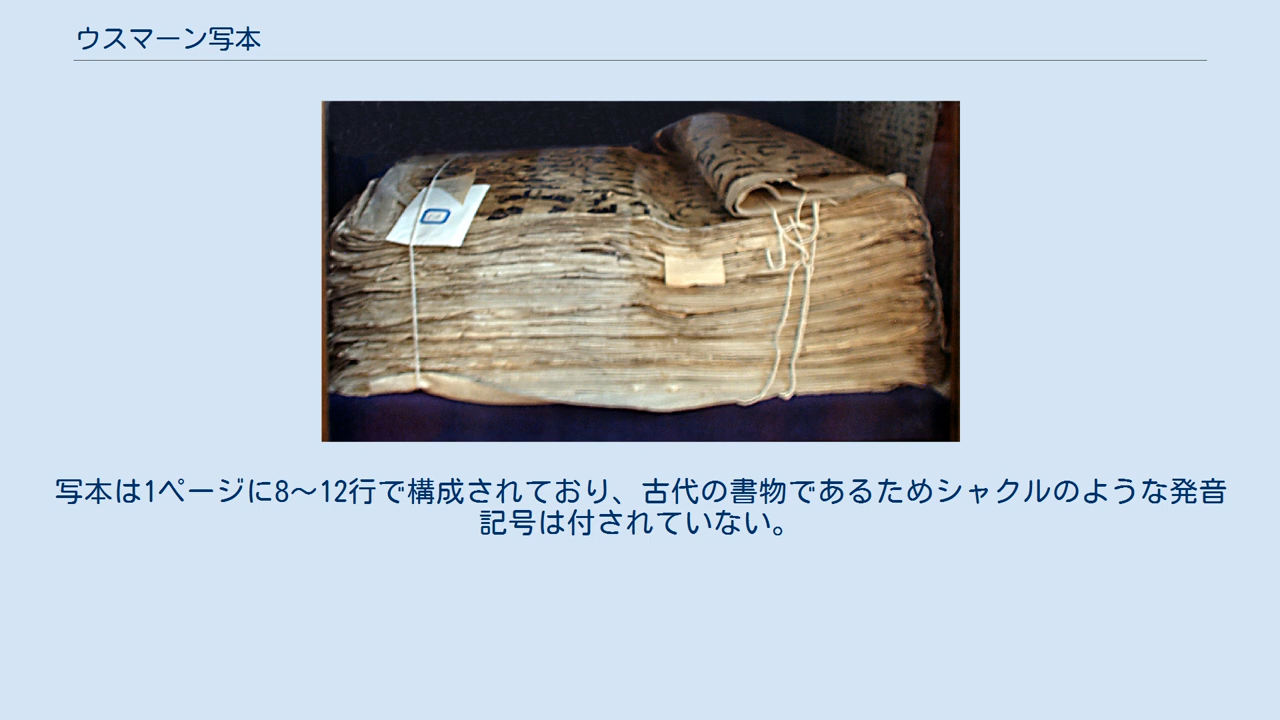 ウスマーン写本
写本は1ページに8～12行で構成されており、古代の書物であるためシャクルのような発音
記号は付されていない。